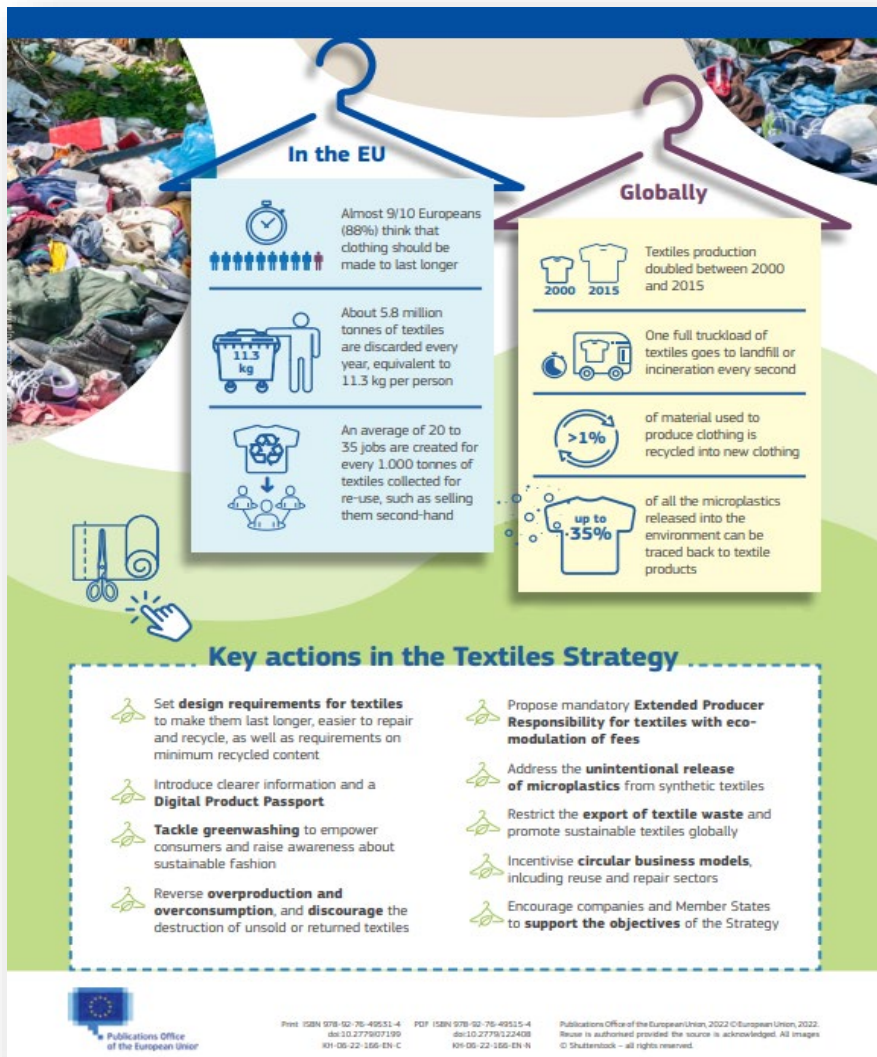 In the EU
Almost 9/10 Europeans
(88%) think that
clothing should be
made to last longer
11.3
kg
About 5.8 million
tonnes of textiles
are discarded every
year, equivalent to
11.3 kg per person
An average of 20 to
35 jobs are created for
every 1.000 tonnes of
textiles collected for
re-use, such as selling
them second-hand
Globally
2000 2015
Textiles production
doubled between 2000
and 2015
One full truckload of
textiles goes to landfill or
incineration every second
>1%
of material used to
produce clothing is
recycled into new clothing
up to
35%
of all the microplastics
released into the
environment can be
traced back to textile
products
Key actions in the Textiles Strategy
Set design requirements for textiles
to make them last longer, easier to repair
and recycle, as well as requirements on
minimum recycled content
Introduce clearer information and a
Digital Product Passport
Tackle greenwashing to empower
consumers and raise awareness about
sustainable fashion
Reverse overproduction and
overconsumption, and discourage the
destruction of unsold or returned textiles
Propose mandatory Extended Producer
Responsibility for textiles with eco-
modulation of fees
Address the unintentional release
of microplastics from synthetic textiles
Restrict the export of textile waste and
promote sustainable textiles globally
Incentivise circular business models,
inlcuding reuse and repair sectors
Encourage companies and Member States
to support the objectives of the Strategy
Publications Office
of the European Union
Print ISBN 978-92-76-49531-4
doi:10.2779/07199
KH-06-22-166-EN-C
PDF ISBN 978-92-76-49515-4
doi:10.2779/122408
KH-06-22-166-EN-N
Publications Office of the European Union, 2022 © European Union, 2022.
Reuse is authorised provided the source is acknowledged. All images
© Shutterstock – all rights reserved.